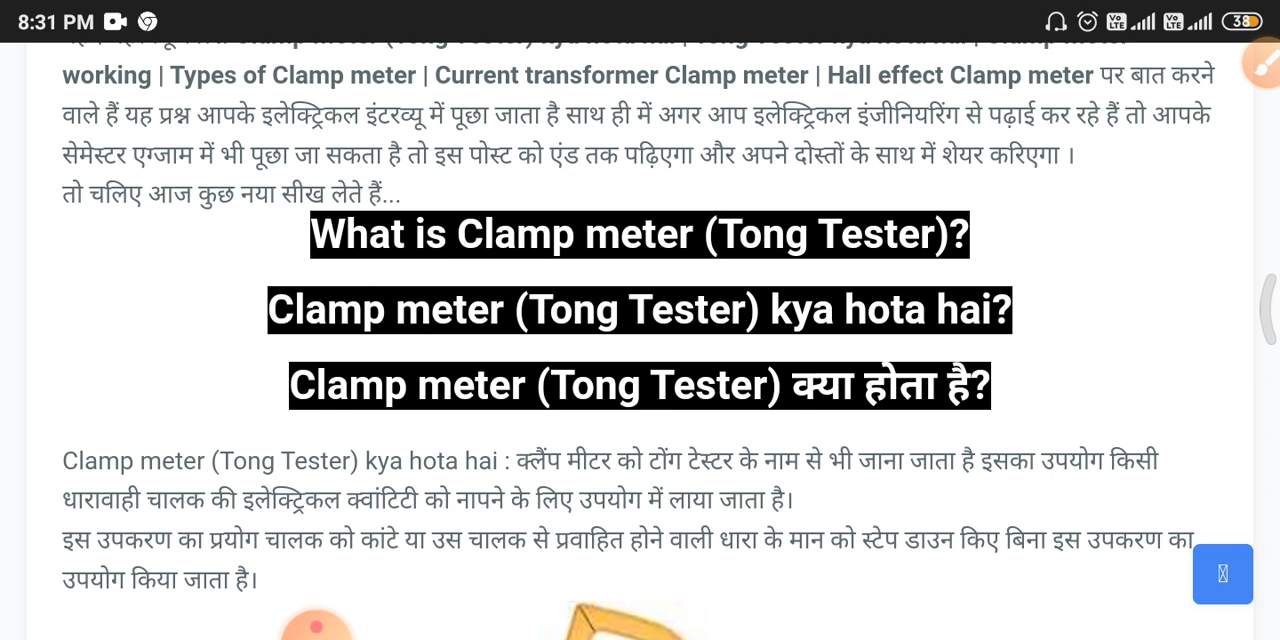 8:31 PM
Vo LTE Vo LTE 38
working | Types of Clamp meter | Current transformer Clamp meter | Hall effect Clamp meter पर बात करने
वाले हैं यह प्रश्न आपके इलेक्ट्रिकल इंटरव्यू में पूछा जाता है साथ ही में अगर आप इलेक्ट्रिकल इंजीनियरिंग से पढ़ाई कर रहे हैं तो आपके
सेमेस्टर एग्जाम में भी पूछा जा सकता है तो इस पोस्ट को एंड तक पढ़िएगा और अपने दोस्तों के साथ में शेयर करिएगा ।
तो चलिए आज कुछ नया सीख लेते हैं...
What is Clamp meter (Tong Tester)?
Clamp meter (Tong Tester) kya hota hai?
Clamp meter (Tong Tester) क्या होता है?
Clamp meter (Tong Tester) kya hota hai : क्लैंप मीटर को टोंग टेस्टर के नाम से भी जाना जाता है इसका उपयोग किसी
धारावाही चालक की इलेक्ट्रिकल क्वांटिटी को नापने के लिए उपयोग में लाया जाता है।
इस उपकरण का प्रयोग चालक को कांटे या उस चालक से प्रवाहित होने वाली धारा के मान को स्टेप डाउन किए बिना इस उपकरण का
उपयोग किया जाता है।